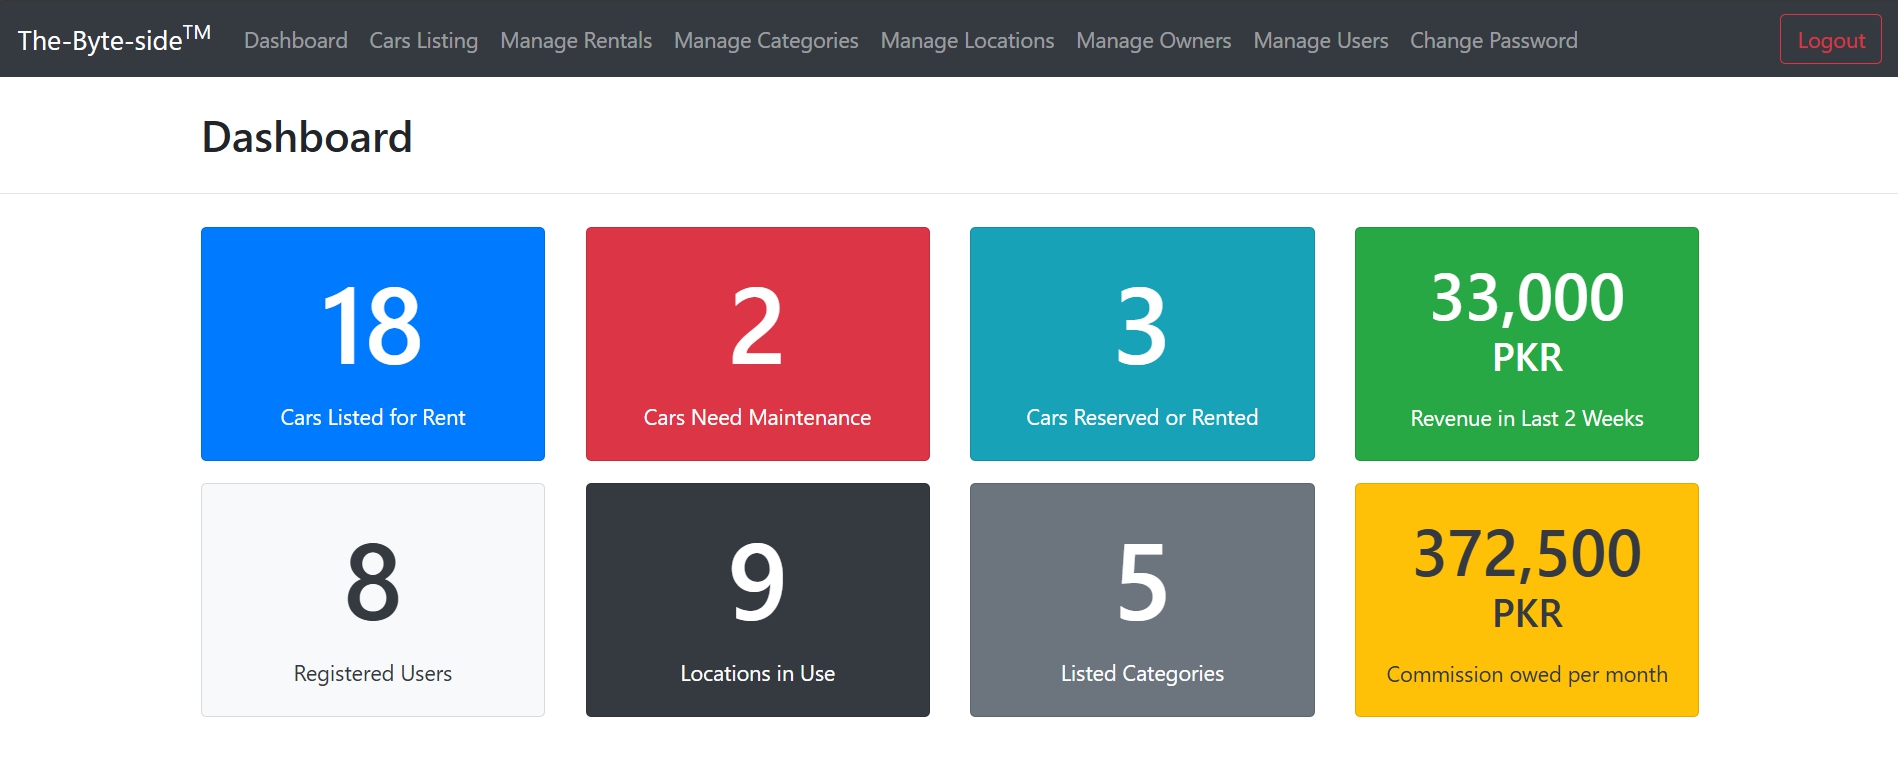 The-Byte-side™ Dashboard Cars Listing Manage Rentals Manage Categories Manage Locations Manage Owners Manage Users Change Password Logout
Dashboard
18
Cars Listed for Rent
2
Cars Need Maintenance
3
Cars Reserved or Rented
33,000
PKR
Revenue in Last 2 Weeks
8
Registered Users
9
Locations in Use
5
Listed Categories
372,500
PKR
Commission owed per month